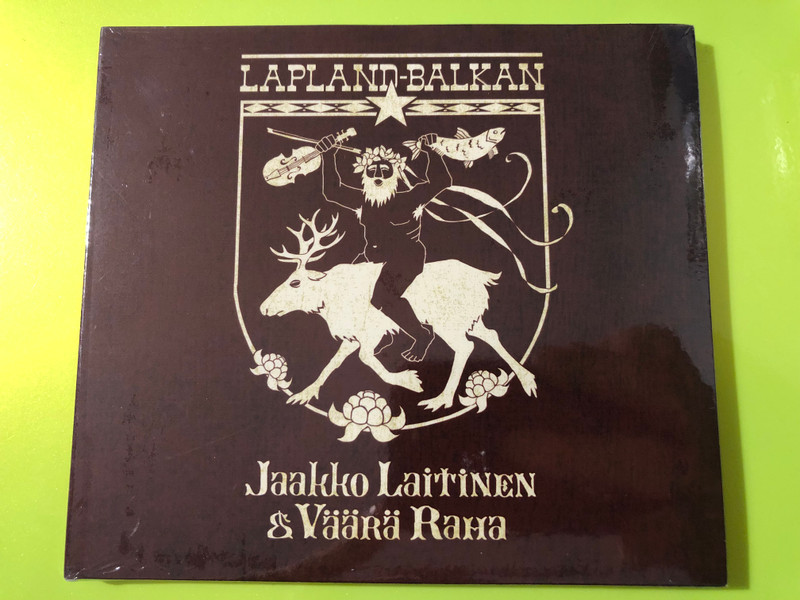 LAPLAND-BALKAN
Jaakko Laitinen
& Väärä Raha